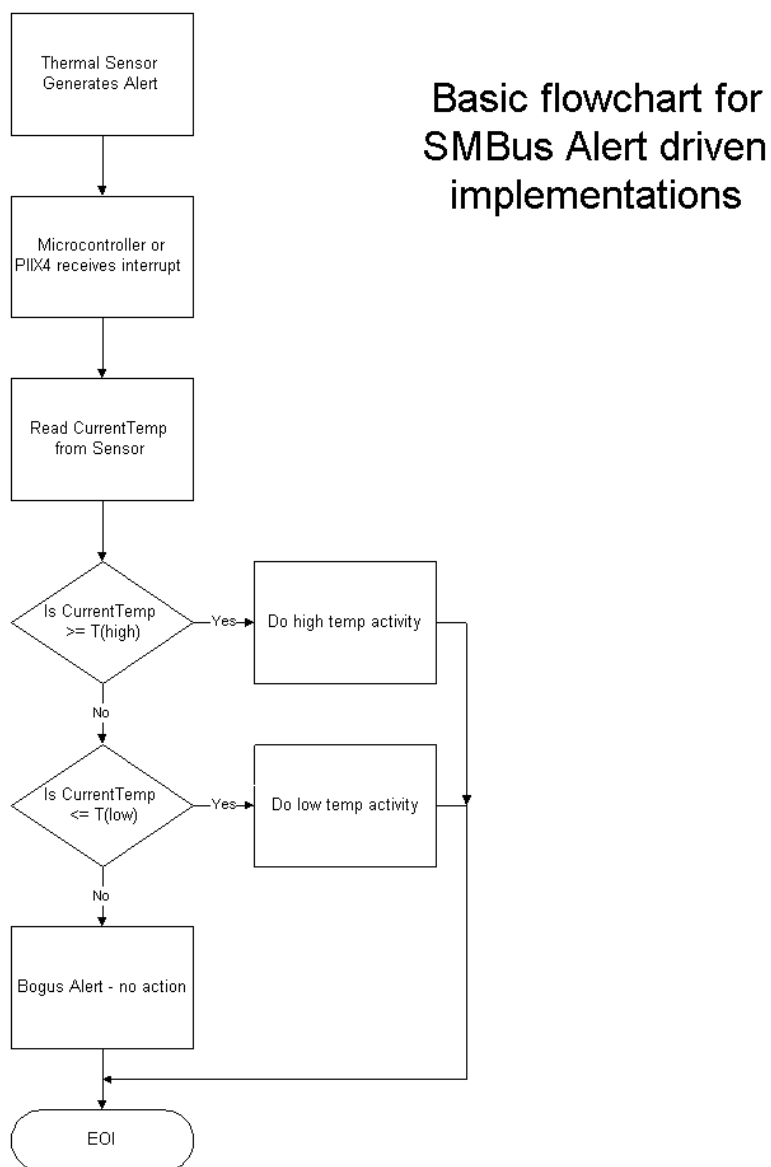 Thermal Sensor
Generates Alert
Basic flowchart for
SMBus Alert driven
implementations
Microcontroller or
PIIX4 receives interrupt
Read CurrentTemp
from Sensor
Is CurrentTemp
>= T(high)
Yes
Do high temp activity
No
Is CurrentTemp
<= T(low)
Yes
Do low temp activity
No
Bogus Alert - no action
EOI